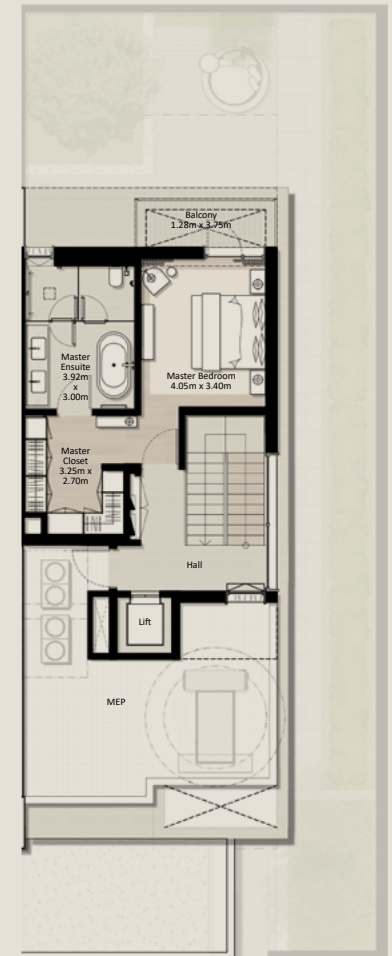 Balcony
1.28m x 3.75m
Master
Ensuite
3.92m
x
3.00m
Master Bedroom
4.05m x 3.40m
Master
Closet
3.25m x
2.70m
Hall
Lift
MEP